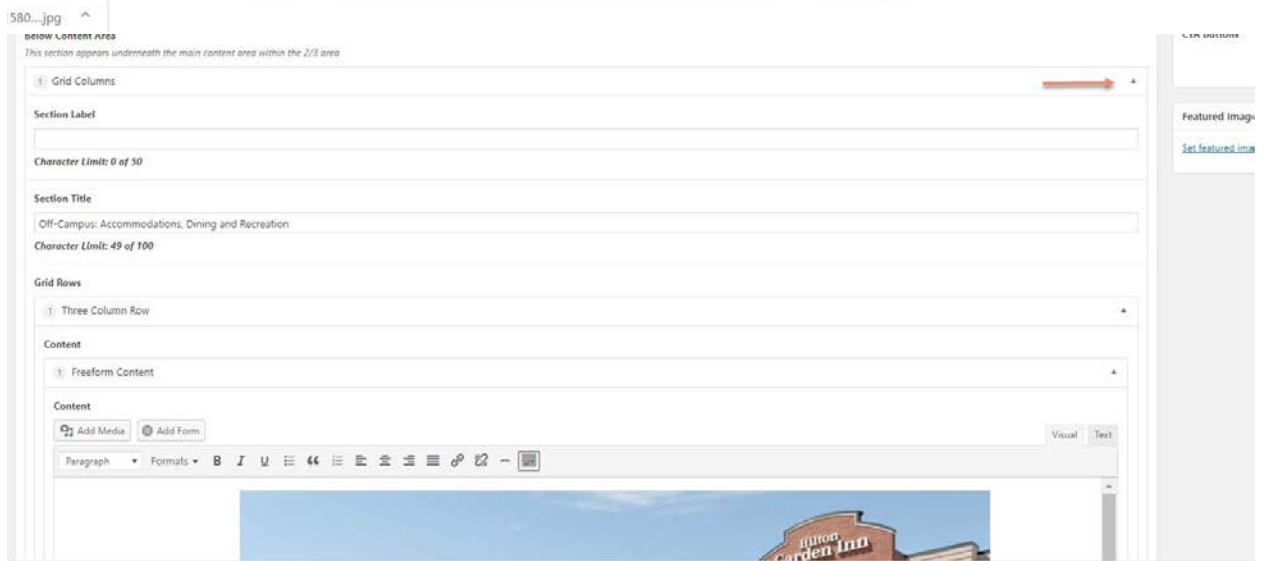 580....jpg
Below Content Area
This section appears underneath the main content area within the 2/3 area
1 Grid Columns
Section Label
Character Limit: 0 of 50
Section Title
Off-Campus: Accommodations, Dining and Recreation
Character Limit: 49 of 100
Grid Rows
1 Three Column Row
Content
1 Freeform Content
Content
Add Media Add Form
Visual Text
Paragraph Formats B I U
Hilton
Garden Inn
CTA Buttons
Featured Imag
Set featured ima